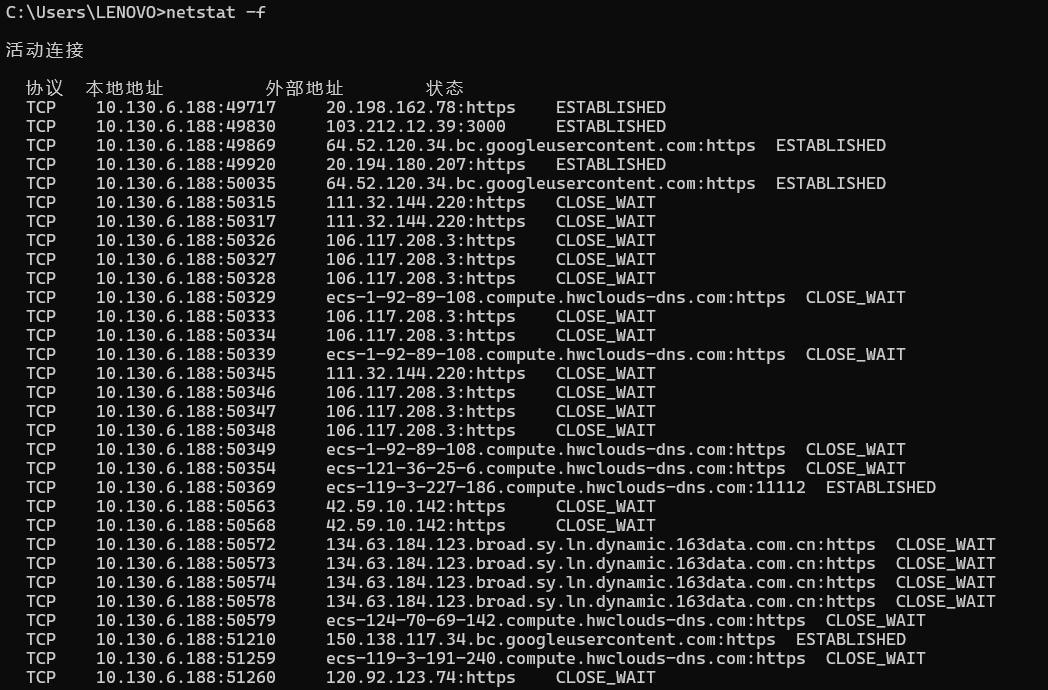 C:\Users\LENOVO>netstat -f
活动连接
协议 本地地址 外部地址 状态
TCP 10.130.6.188:49717 20.198.162.78:https ESTABLISHED
TCP 10.130.6.188:49830 103.212.12.39:3000 ESTABLISHED
TCP 10.130.6.188:49869 64.52.120.34.bc.googleusercontent.com:https ESTABLISHED
TCP 10.130.6.188:49920 20.194.180.207:https ESTABLISHED
TCP 10.130.6.188:50035 64.52.120.34.bc.googleusercontent.com:https ESTABLISHED
TCP 10.130.6.188:50315 111.32.144.220:https CLOSE_WAIT
TCP 10.130.6.188:50317 111.32.144.220:https CLOSE_WAIT
TCP 10.130.6.188:50326 106.117.208.3:https CLOSE_WAIT
TCP 10.130.6.188:50327 106.117.208.3:https CLOSE_WAIT
TCP 10.130.6.188:50328 106.117.208.3:https CLOSE_WAIT
TCP 10.130.6.188:50329 ecs-1-92-89-108.compute.hwclouds-dns.com:https CLOSE_WAIT
TCP 10.130.6.188:50333 106.117.208.3:https CLOSE_WAIT
TCP 10.130.6.188:50334 106.117.208.3:https CLOSE_WAIT
TCP 10.130.6.188:50339 ecs-1-92-89-108.compute.hwclouds-dns.com:https CLOSE_WAIT
TCP 10.130.6.188:50345 111.32.144.220:https CLOSE_WAIT
TCP 10.130.6.188:50346 106.117.208.3:https CLOSE_WAIT
TCP 10.130.6.188:50347 106.117.208.3:https CLOSE_WAIT
TCP 10.130.6.188:50348 106.117.208.3:https CLOSE_WAIT
TCP 10.130.6.188:50349 ecs-1-92-89-108.compute.hwclouds-dns.com:https CLOSE_WAIT
TCP 10.130.6.188:50354 ecs-121-36-25-6.compute.hwclouds-dns.com:https CLOSE_WAIT
TCP 10.130.6.188:50369 ecs-119-3-227-186.compute.hwclouds-dns.com:11112 ESTABLISHED
TCP 10.130.6.188:50563 42.59.10.142:https CLOSE_WAIT
TCP 10.130.6.188:50568 42.59.10.142:https CLOSE_WAIT
TCP 10.130.6.188:50572 134.63.184.123.broad.sy.ln.dynamic.163data.com.cn:https CLOSE_WAIT
TCP 10.130.6.188:50573 134.63.184.123.broad.sy.ln.dynamic.163data.com.cn:https CLOSE_WAIT
TCP 10.130.6.188:50574 134.63.184.123.broad.sy.ln.dynamic.163data.com.cn:https CLOSE_WAIT
TCP 10.130.6.188:50578 134.63.184.123.broad.sy.ln.dynamic.163data.com.cn:https CLOSE_WAIT
TCP 10.130.6.188:50579 ecs-124-70-69-142.compute.hwclouds-dns.com:https CLOSE_WAIT
TCP 10.130.6.188:51210 150.138.117.34.bc.googleusercontent.com:https ESTABLISHED
TCP 10.130.6.188:51259 ecs-119-3-191-240.compute.hwclouds-dns.com:https CLOSE_WAIT
TCP 10.130.6.188:51260 120.92.123.74:https CLOSE_WAIT